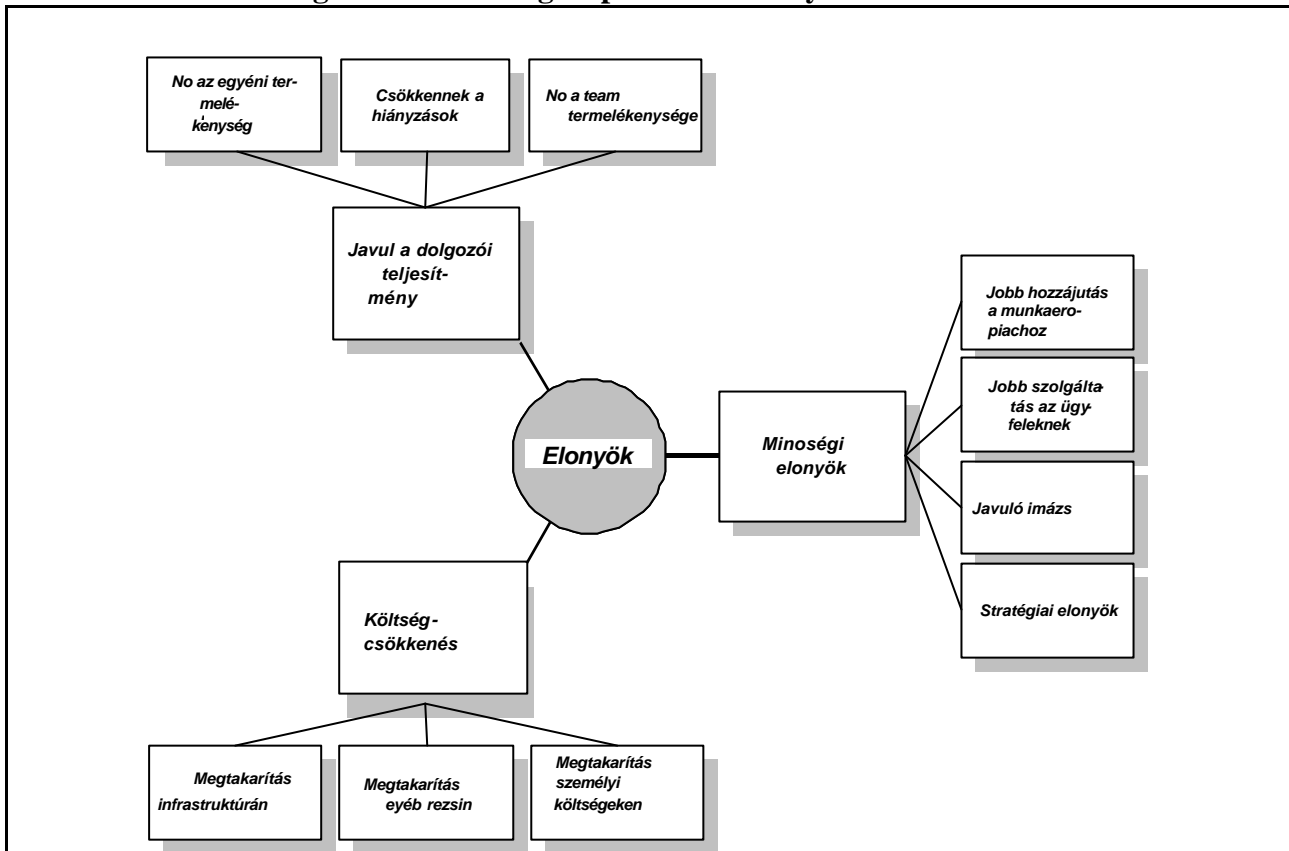 No az egyéni ter-
melé-
kenység
Csökkennek a
hiányzások
No a team
termelékenysége
Javul a dolgozói
teljesít-
mény
Jobb hozzájutás
a munkaero-
piachoz
Jobb szolgálta-
tás az ügy-
feleknek
Elonyök
Minoségi
elonyök
Javuló imázs
Stratégiai elonyök
Költség-
csökkenés
Megtakarítás
infrastruktúrán
Megtakarítás
eyéb rezsin
Megtakarítás
személyi
költségeken